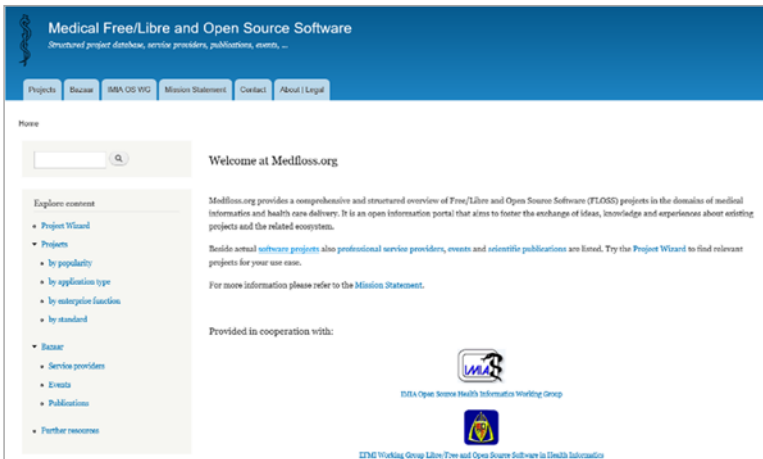 Medical Free/Libre and Open Source Software
Structured project database, service providers, publications, events, ...
Projects
Bazaar
IMIA OS WG
Mission Statement
Contact
About | Legal
Home
Welcome at Medfloss.org
Explore content
Project Wizard
Projects
by popularity
by application type
by enterprise function
by standard
Bazaar
Service providers
Events
Publications
Further resources
Medfloss.org provides a comprehensive and structured overview of Free/Libre and Open Source Software (FLOSS) projects in the domains of medical
informatics and health care delivery. It is an open information portal that aims to foster the exchange of ideas, knowledge and experiences about existing
projects and the related ecosystem.
Beside actual software projects also professional service providers, events and scientific publications are listed. Try the Project Wizard to find relevant
projects for your use case.
For more information please refer to the Mission Statement.
Provided in cooperation with:
IMIA
IMIA Open Source Health Informatics Working Group
EFMI Working Group Libre/Free and Open Source Software in Health Informatics